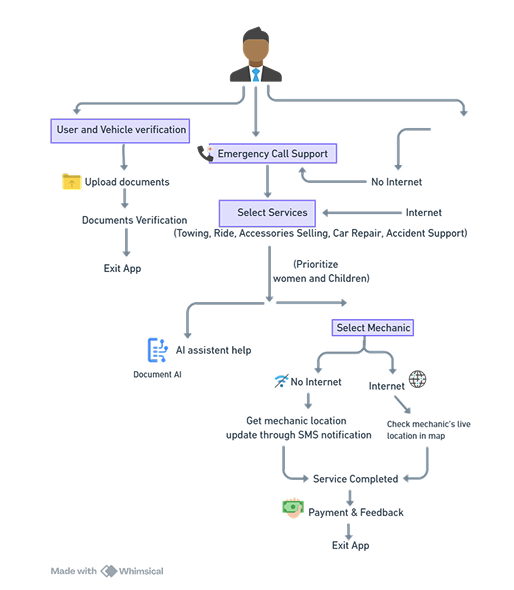 User and Vehicle verification
Emergency Call Support
Upload documents
No Internet
Select Services
Internet
Documents Verification
(Towing, Ride, Accessories Selling, Car Repair, Accident Support)
Exit App
(Prioritize
women and Children)
Select Mechanic
AI assistent help
Document AI
No Internet
Internet
Get mechanic location
update through SMS notification
Check mechanic's live
location in map
Service Completed
Payment & Feedback
Exit App
Made with Whimsical